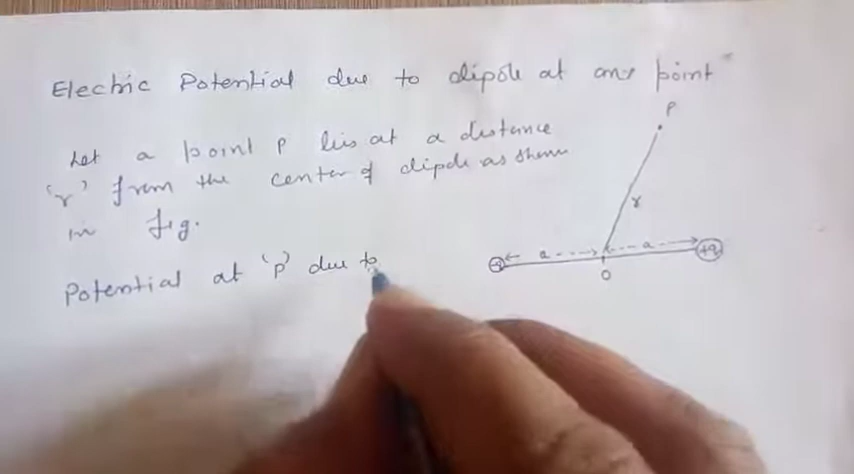 Electric Potential due to dipole at any point"
Let a point P lies at a distance
'r' from the center of dipole as shown
in fig.
Potential at 'P' due to
P
r
-q a a +q
O